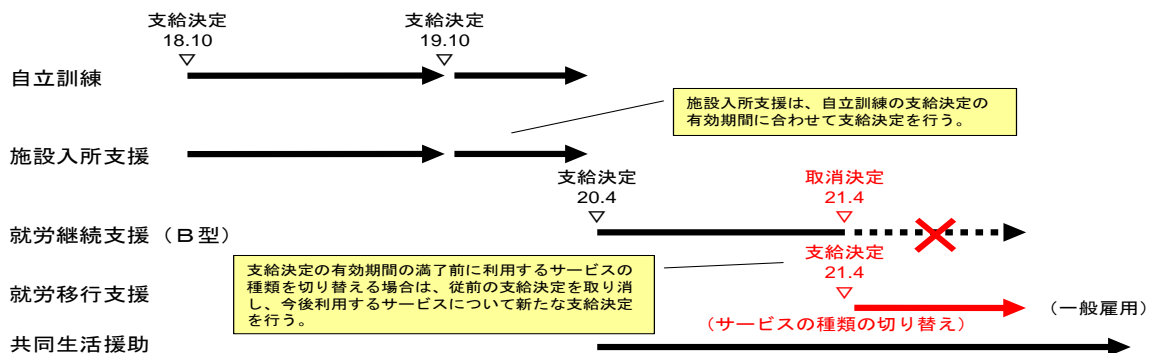 支給決定
18.10
▽
支給決定
19.10
▽
自立訓練
施設入所支援は、自立訓練の支給決定の
有効期間に合わせて支給決定を行う。
施設入所支援
支給決定
20.4
▽
取消決定
21.4
▽
就労継続支援（Ｂ型）
支給決定
21.4
▽
支給決定の有効期間の満了前に利用するサービスの
種類を切り替える場合は、従前の支給決定を取り消
し、今後利用するサービスについて新たな支給決定
を行う。
就労移行支援
（一般雇用）
（サービスの種類の切り替え）
共同生活援助